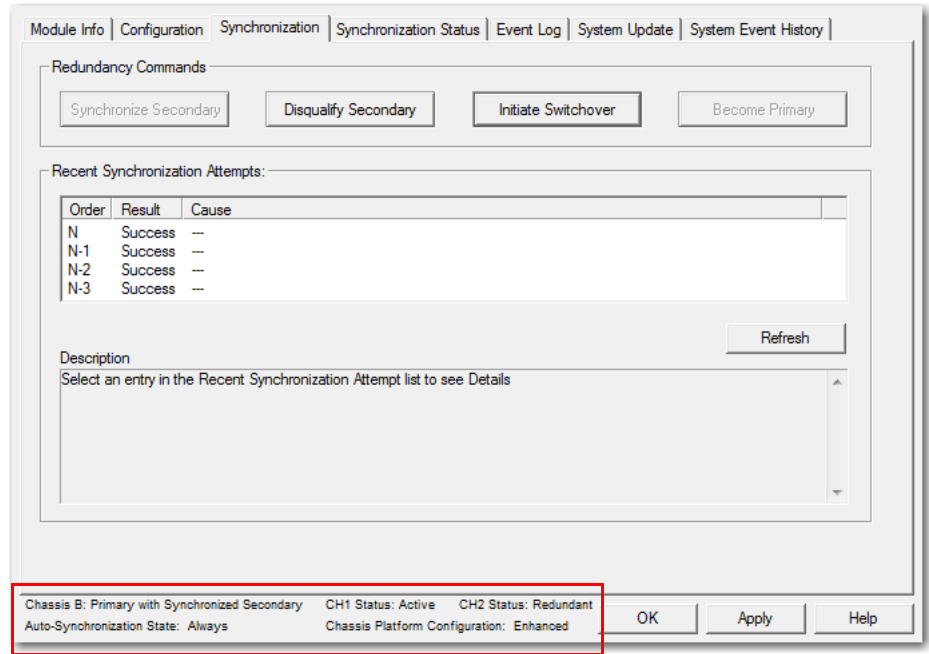 Module Info Configuration Synchronization Synchronization Status Event Log System Update System Event History
Redundancy Commands
Synchronize Secondary Disqualify Secondary Initiate Switchover Become Primary
Recent Synchronization Attempts:
Order Result Cause
N Success ---
N-1 Success ---
N-2 Success ---
N-3 Success ---
Refresh
Description
Select an entry in the Recent Synchronization Attempt list to see Details
Chassis B: Primary with Synchronized Secondary CH1 Status: Active CH2 Status: Redundant
Auto-Synchronization State: Always Chassis Platform Configuration: Enhanced
OK Apply Help